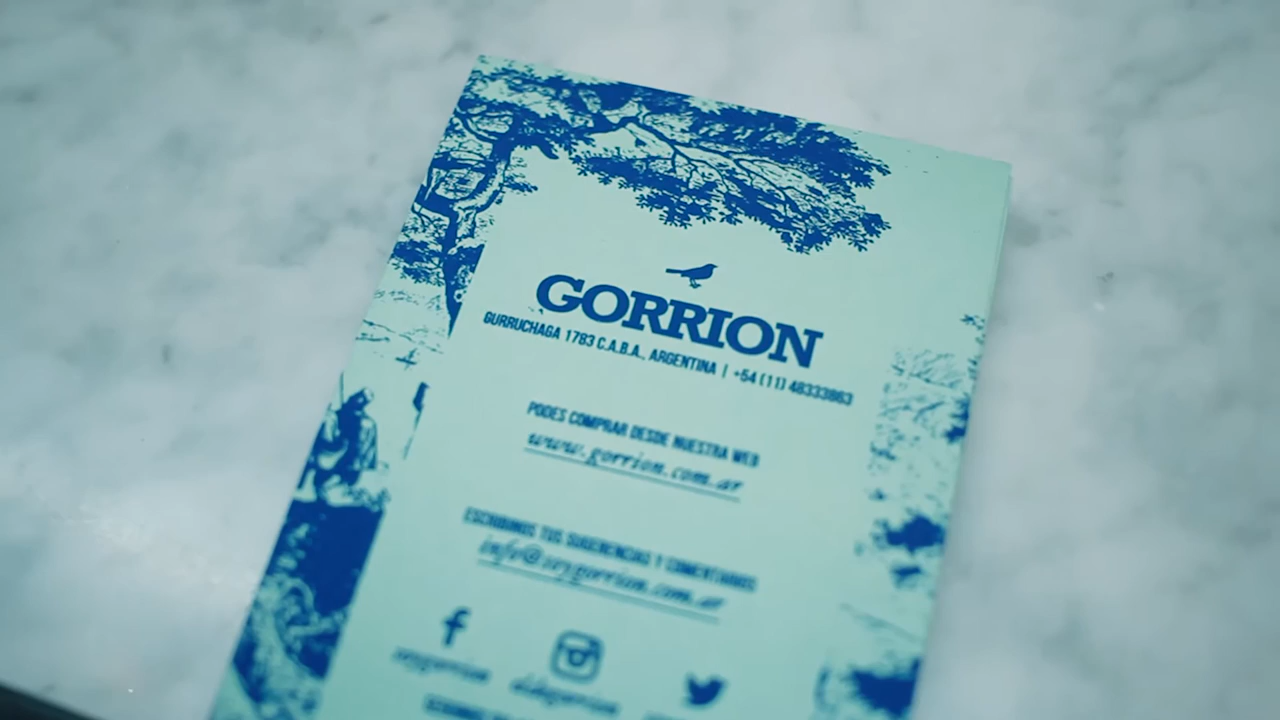 GORRION
GURRUCHAGA 1783 C.A.B.A., ARGENTINA | +54 (11) 48333863
PODES COMPRAR DESDE NUESTRA WEB
www.gorrion.com.ar
ESCRIBINOS TUS SUGERENCIAS Y COMENTARIOS
info@soygorrion.com.ar
soygorrion